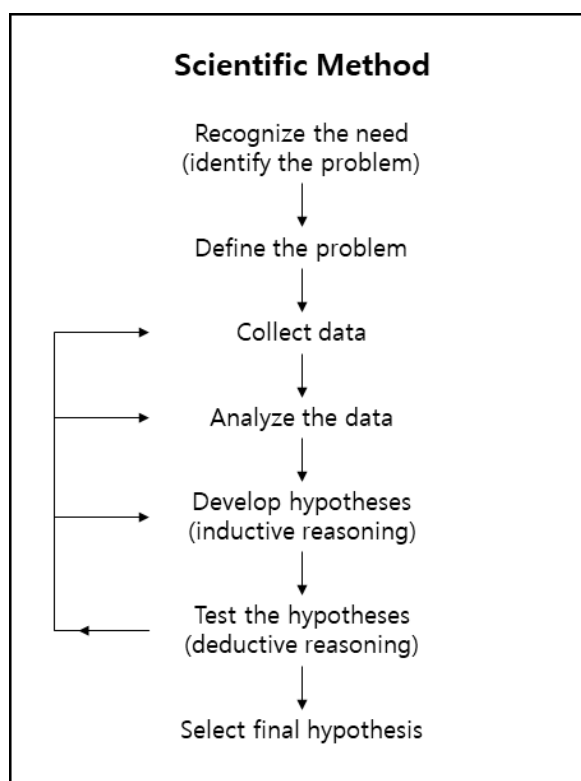 Scientific Method
Recognize the need
(identify the problem)
Define the problem
Collect data
Analyze the data
Develop hypotheses
(inductive reasoning)
Test the hypotheses
(deductive reasoning)
Select final hypothesis